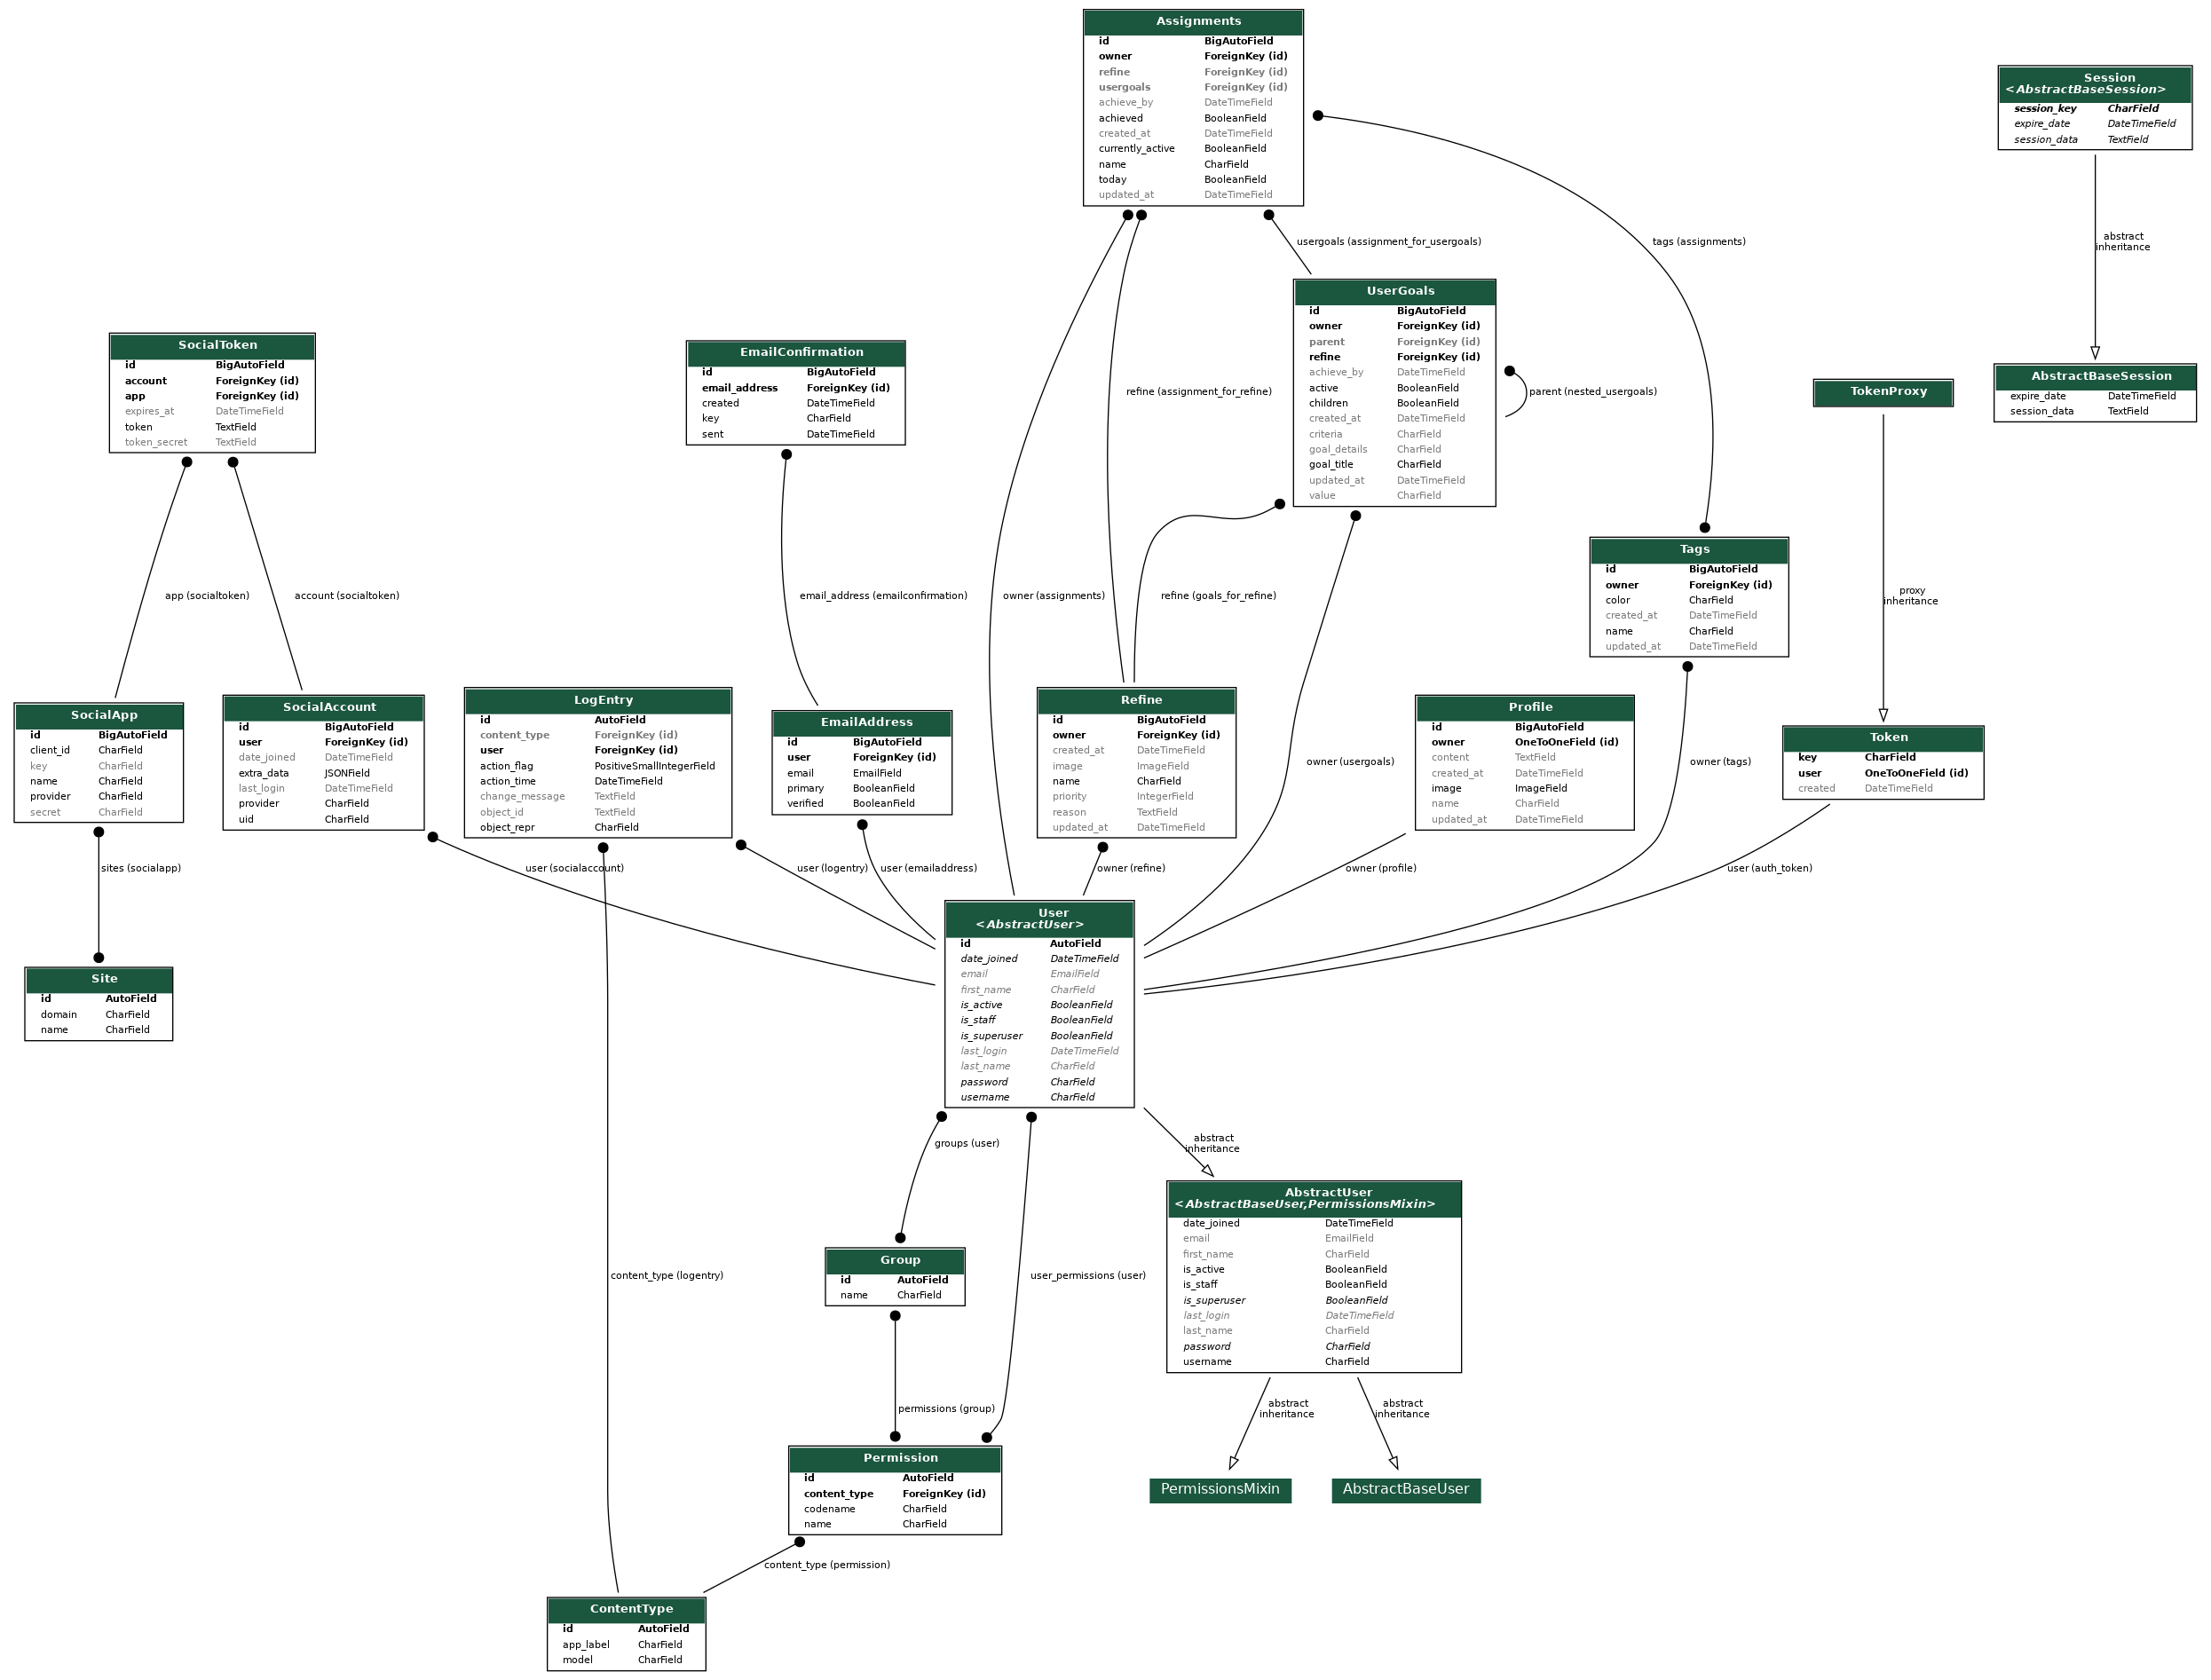 Assignments
id BigAutoField
owner ForeignKey (id)
refine ForeignKey (id)
usergoals ForeignKey (id)
achieve_by DateTimeField
achieved BooleanField
created_at DateTimeField
currently_active BooleanField
name CharField
today BooleanField
updated_at DateTimeField
Session
<AbstractBaseSession>
session_key CharField
expire_date DateTimeField
session_data TextField
usergoals (assignment_for_usergoals)
tags (assignments)
abstract
inheritance
UserGoals
id BigAutoField
owner ForeignKey (id)
parent ForeignKey (id)
refine ForeignKey (id)
achieve_by DateTimeField
active BooleanField
children BooleanField
created_at DateTimeField
criteria CharField
goal_details CharField
goal_title CharField
updated_at DateTimeField
value CharField
SocialToken
id BigAutoField
account ForeignKey (id)
app ForeignKey (id)
expires_at DateTimeField
token TextField
token_secret TextField
EmailConfirmation
id BigAutoField
email_address ForeignKey (id)
created DateTimeField
key CharField
sent DateTimeField
refine (assignment_for_refine)
parent (nested_usergoals)
TokenProxy
AbstractBaseSession
expire_date DateTimeField
session_data TextField
Tags
id BigAutoField
owner ForeignKey (id)
color CharField
created_at DateTimeField
name CharField
updated_at DateTimeField
app (socialtoken)
account (socialtoken)
email_address (emailconfirmation)
owner (assignments)
refine (goals_for_refine)
proxy
inheritance
SocialApp
id BigAutoField
client_id CharField
key CharField
name CharField
provider CharField
secret CharField
SocialAccount
id BigAutoField
user ForeignKey (id)
date_joined DateTimeField
extra_data JSONField
last_login DateTimeField
provider CharField
uid CharField
LogEntry
id AutoField
content_type ForeignKey (id)
user ForeignKey (id)
action_flag PositiveSmallIntegerField
action_time DateTimeField
change_message TextField
object_id TextField
object_repr CharField
EmailAddress
id BigAutoField
user ForeignKey (id)
email EmailField
primary BooleanField
verified BooleanField
Refine
id BigAutoField
owner ForeignKey (id)
created_at DateTimeField
image ImageField
name CharField
priority IntegerField
reason TextField
updated_at DateTimeField
owner (usergoals)
Profile
id BigAutoField
owner OneToOneField (id)
content TextField
created_at DateTimeField
image ImageField
name CharField
updated_at DateTimeField
owner (tags)
Token
key CharField
user OneToOneField (id)
created DateTimeField
sites (socialapp)
user (socialaccount)
user (logentry)
user (emailaddress)
owner (refine)
owner (profile)
user (auth_token)
Site
id AutoField
domain CharField
name CharField
User
<AbstractUser>
id AutoField
date_joined DateTimeField
email EmailField
first_name CharField
is_active BooleanField
is_staff BooleanField
is_superuser BooleanField
last_login DateTimeField
last_name CharField
password CharField
username CharField
groups (user)
abstract
inheritance
AbstractUser
<AbstractBaseUser,PermissionsMixin>
date_joined DateTimeField
email EmailField
first_name CharField
is_active BooleanField
is_staff BooleanField
is_superuser BooleanField
last_login DateTimeField
last_name CharField
password CharField
username CharField
Group
id AutoField
name CharField
content_type (logentry)
user_permissions (user)
permissions (group)
abstract
inheritance
abstract
inheritance
Permission
id AutoField
content_type ForeignKey (id)
codename CharField
name CharField
PermissionsMixin
AbstractBaseUser
content_type (permission)
ContentType
id AutoField
app_label CharField
model CharField